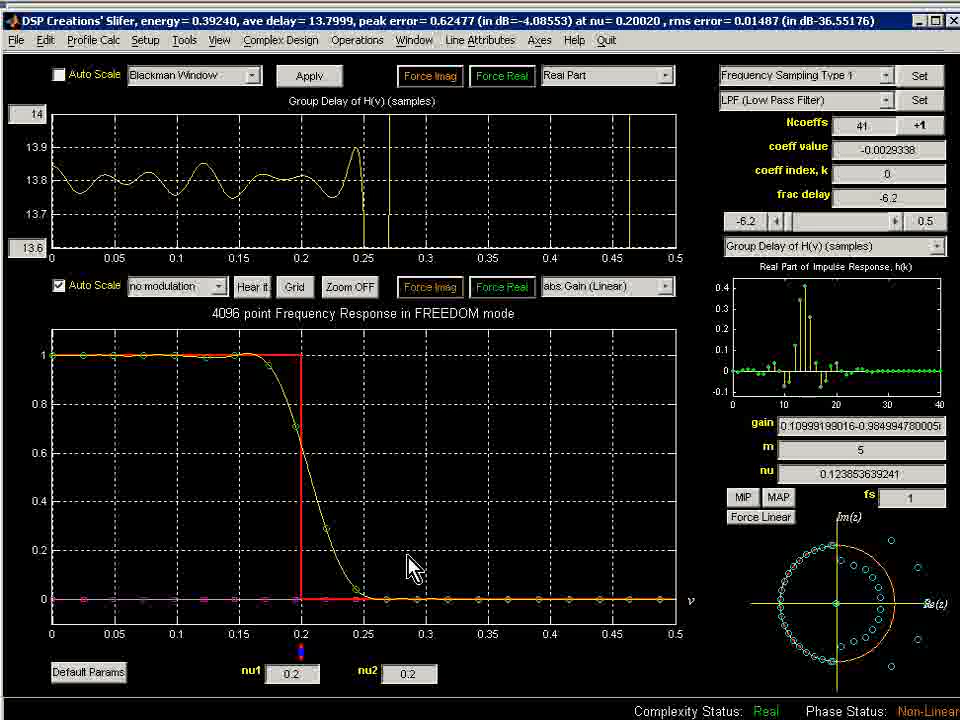 DSP Creations' Slifer, energy= 0.39240, ave delay= 13.7999, peak error= 0.62477 (in dB=-4.08553) at nu= 0.20020 , rms error= 0.01487 (in dB-36.55176)
File Edit Profile Calc Setup Tools View Complex Design Operations Window Line Attributes Axes Help Quit
Auto Scale Blackman Window Apply Force Imag Force Real Real Part Frequency Sampling Type 1 Set
LPF (Low Pass Filter) Set
Group Delay of H(v) (samples)
14
13.9
13.8
13.7
13.6
0 0.05 0.1 0.15 0.2 0.25 0.3 0.35 0.4 0.45 0.5
Ncoeffs 41 +1
coeff value -0.0029338
coeff index, k 0
frac delay -6.2
-6.2 0.5
Group Delay of H(v) (samples)
Auto Scale no modulation Hear it Grid Zoom OFF Force Imag Force Real abs Gain (Linear)
4096 point Frequency Response in FREEDOM mode
1
0.8
0.6
0.4
0.2
0
v
0 0.05 0.1 0.15 0.2 0.25 0.3 0.35 0.4 0.45 0.5
Real Part of Impulse Response, h(k)
0.4
0.3
0.2
0.1
0
-0.1
0 10 20 30 40
gain 0.10999199016-0.984994780005i
m 5
nu 0.123853639241
MIP MAP fs 1
Force Linear
Im(z)
Re(z)
Default Params nu1 0.2 nu2 0.2
Complexity Status: Real Phase Status: Non-Linear